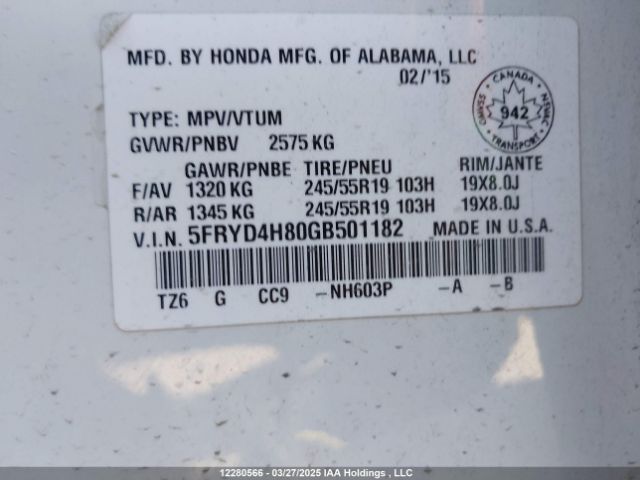 MFD. BY HONDA MFG. OF ALABAMA, LLC
02/'15
CANADA
CMVSS NSVAC
942
TRANSPORT
TYPE: MPV/VTUM
GVWR/PNBV 2575 KG
GAWR/PNBE TIRE/PNEU RIM/JANTE
F/AV 1320 KG 245/55R19 103H 19X8.0J
R/AR 1345 KG 245/55R19 103H 19X8.0J
V.I.N. 5FRYD4H80GB501182 MADE IN U.S.A.
TZ6 G CC9 -NH603P -A -B
12280566 - 03/27/2025 IAA Holdings , LLC